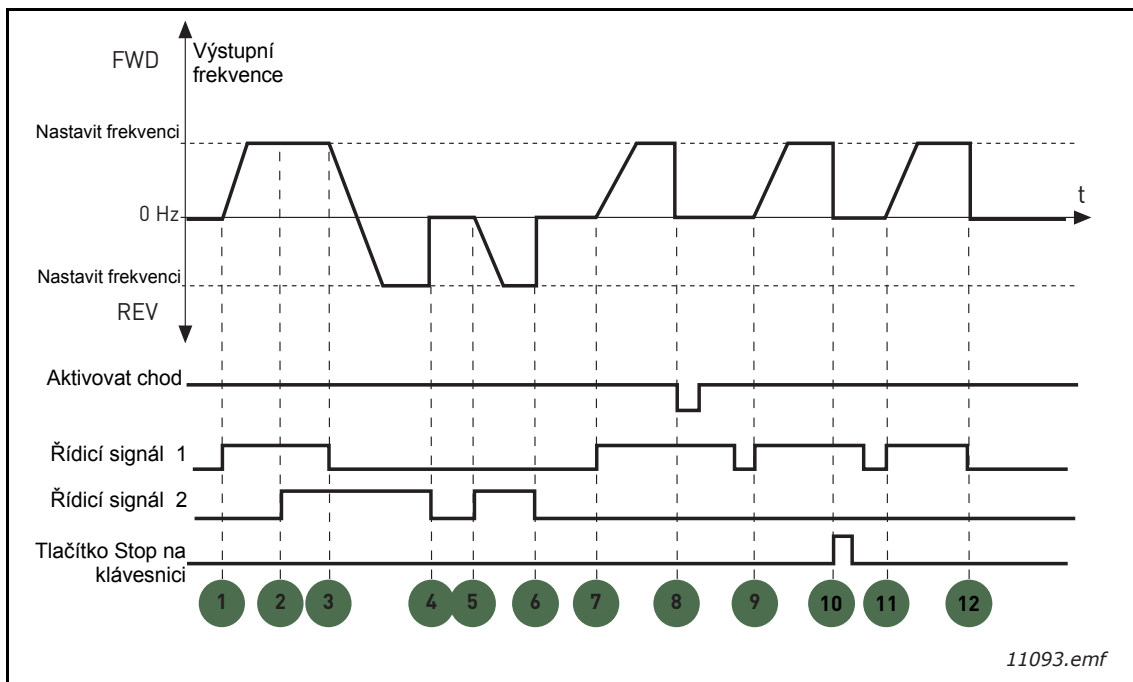 FWD
Výstupní
frekvence
Nastavit frekvenci
0 Hz
t
Nastavit frekvenci
REV
Aktivovat chod
Řídicí signál 1
Řídicí signál 2
Tlačítko Stop na
klávesnici
1 2 3 4 5 6 7 8 9 10 11 12
11093.emf